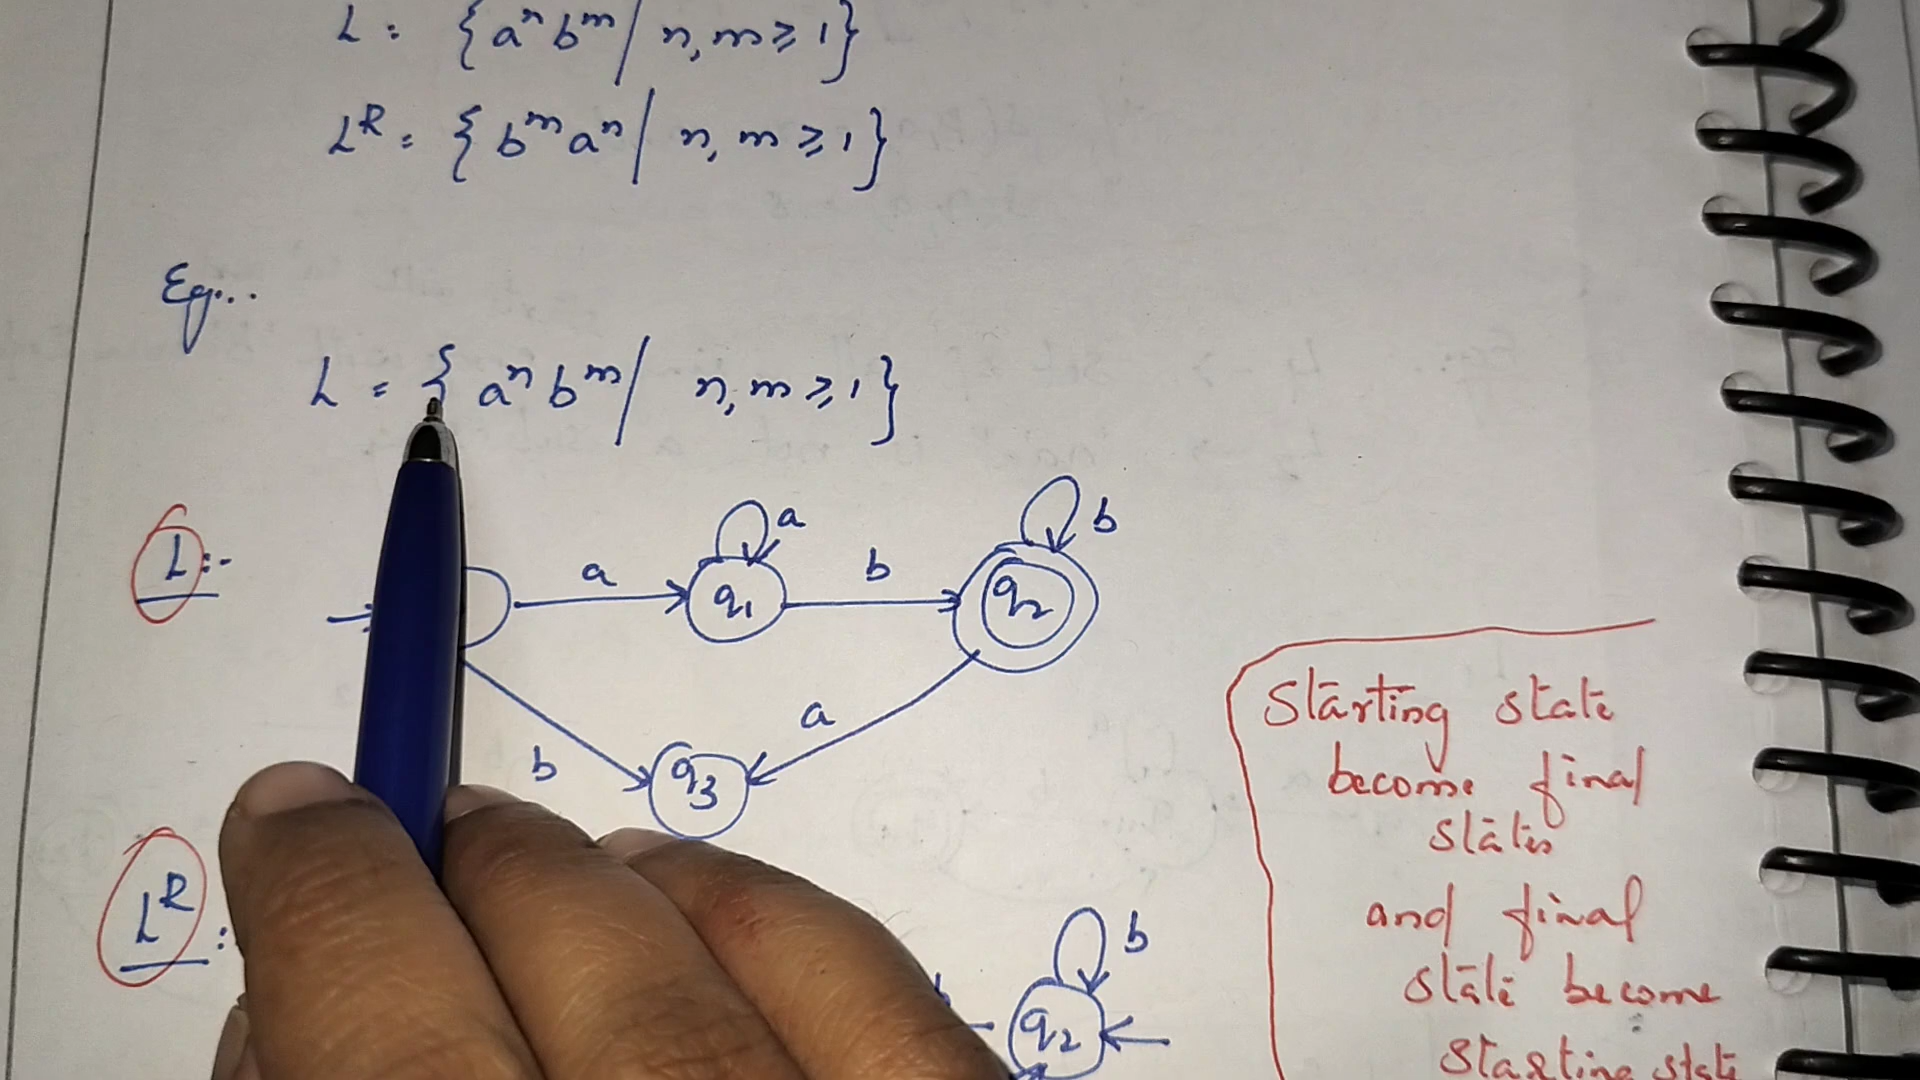 L = {aⁿbᵐ/ n,m ≥ 1}
Lᴿ = {bᵐaⁿ/ n,m ≥ 1}
Eg:..
L = {aⁿbᵐ/ n,m ≥ 1}
L:-
a
b
a
q₁
b
q₂
b
a
q₃
Lᴿ:
b
q₂
Starting state
become final
states
and final
state become
starting state